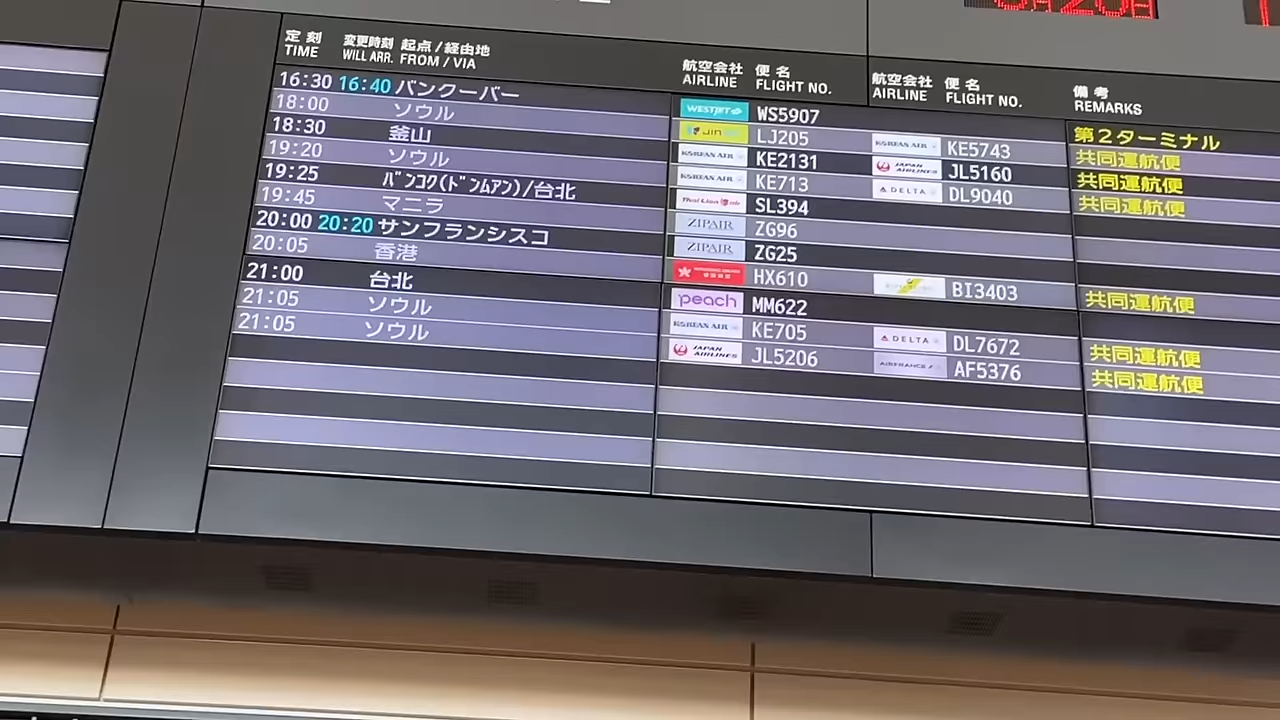 定刻 変更時刻 起点/経由地 航空会社 便名 航空会社 便名 備考
TIME WILL ARR. FROM/VIA AIRLINE FLIGHT NO. AIRLINE FLIGHT NO. REMARKS
16:30 16:40 バンクーバー WESTJET WS5907 第2ターミナル
18:00 ソウル JIN LJ205 KOREAN AIR KE5743 共同運航便
18:30 釜山 KOREAN AIR KE2131 JAPAN AIRLINES JL5160 共同運航便
19:20 ソウル KOREAN AIR KE713 DELTA DL9040 共同運航便
19:25 バンコク(ドンムアン)/台北 Thai Lion air SL394
19:45 マニラ ZIPAIR ZG96
20:00 20:20 サンフランシスコ ZIPAIR ZG25
20:05 香港 HX610 BI3403 共同運航便
21:00 台北 peach MM622
21:05 ソウル KOREAN AIR KE705 DELTA DL7672 共同運航便
21:05 ソウル JAPAN AIRLINES JL5206 AIRFRANCE AF5376 共同運航便